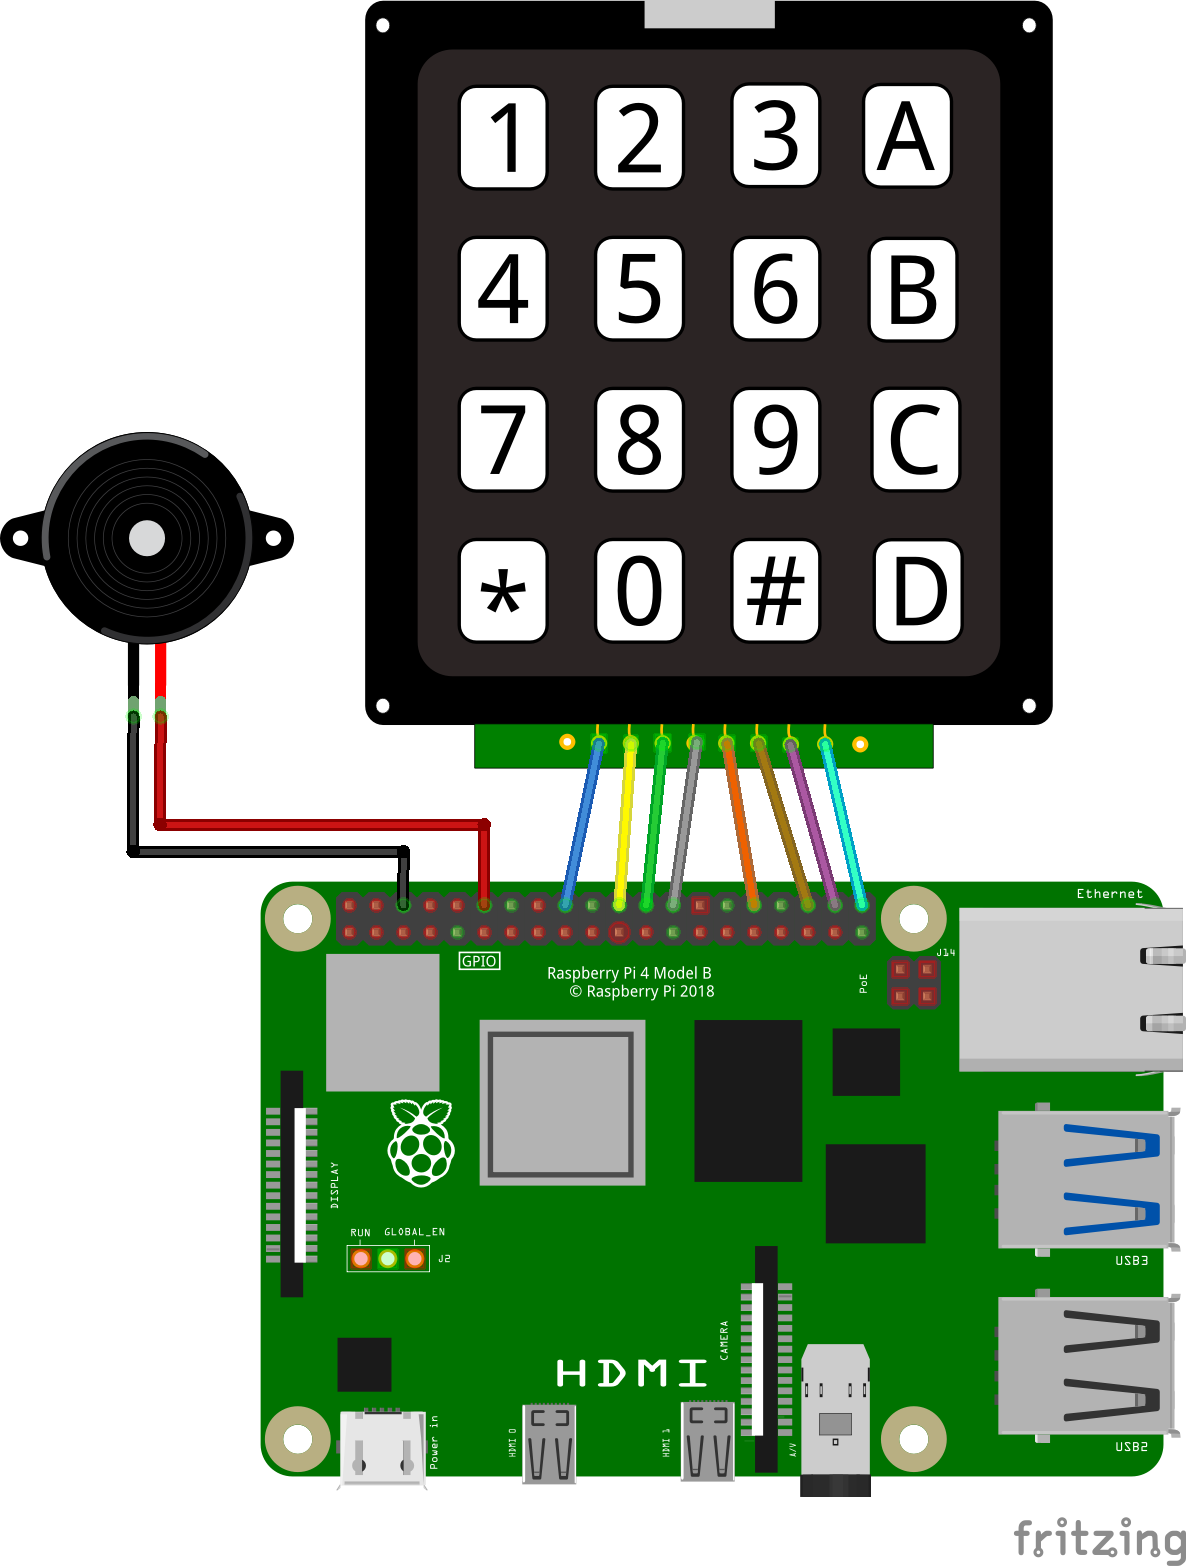 1 2 3 A
4 5 6 B
7 8 9 C
* 0 # D
Ethernet
J14
GPIO
PoE
Raspberry Pi 4 Model B
© Raspberry Pi 2018
DISPLAY
RUN GLOBAL_EN
J2
USB3
CAMERA
HDMI
Power in
HDMI 0
HDMI 1
A/V
USB2
fritzing